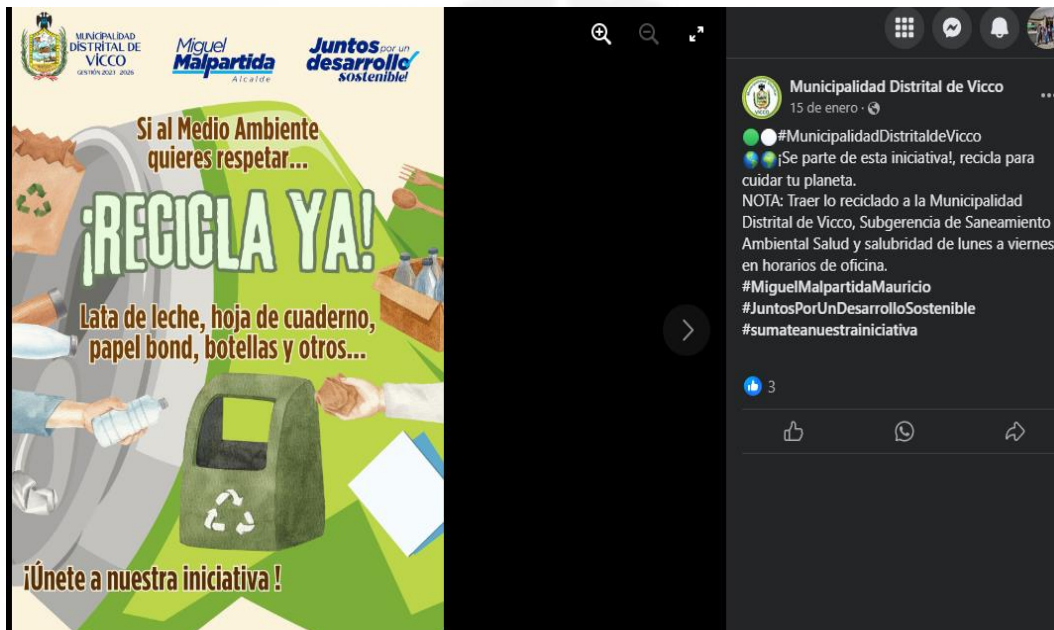 MUNICIPALIDAD
DISTRITAL DE
VICCO
GESTIÓN 2023 - 2026
Miguel
Malpartida
Alcalde
Juntos por un
desarrollo
sostenible!
Si al Medio Ambiente
quieres respetar...
¡RECICLA YA!
Lata de leche, hoja de cuaderno,
papel bond, botellas y otros...
¡Únete a nuestra iniciativa !
Municipalidad Distrital de Vicco
15 de enero ·
#MunicipalidadDistritaldeVicco
¡Se parte de esta iniciativa!, recicla para
cuidar tu planeta.
NOTA: Traer lo reciclado a la Municipalidad
Distrital de Vicco, Subgerencia de Saneamiento
Ambiental Salud y salubridad de lunes a viernes
en horarios de oficina.
#MiguelMalpartidaMauricio
#JuntosPorUnDesarrolloSostenible
#sumateanuestrainiciativa
3